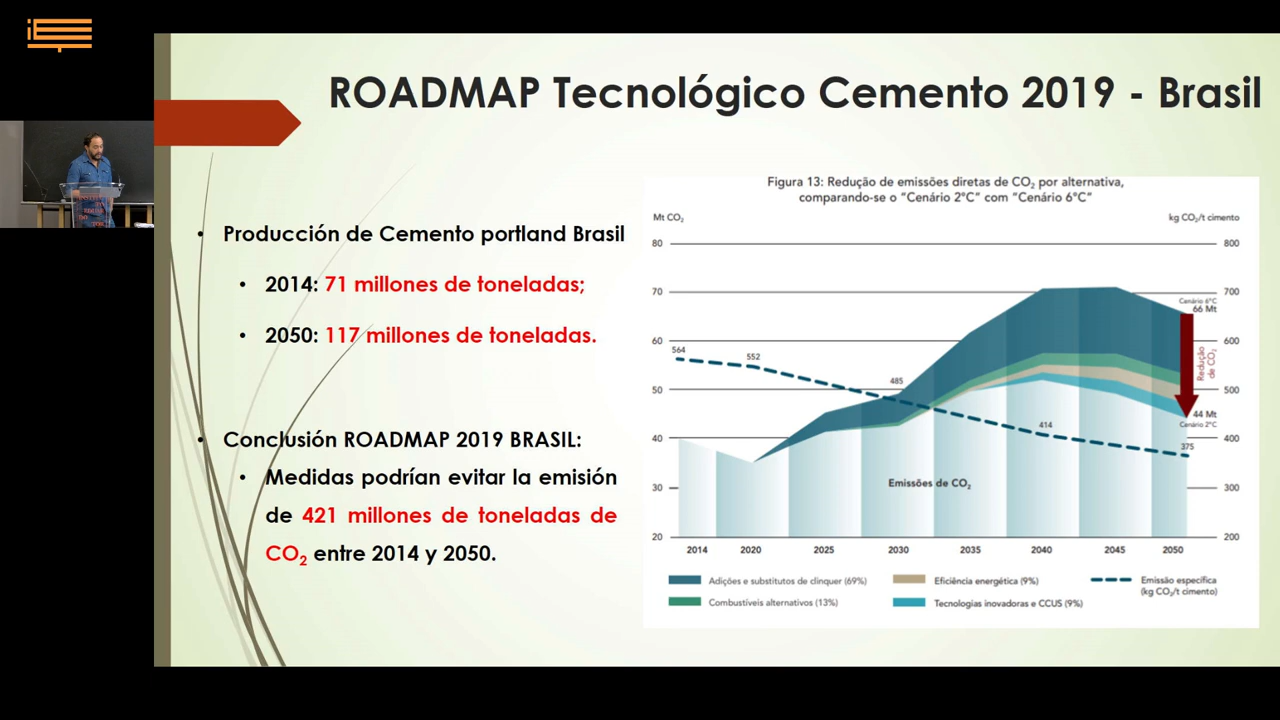 ROADMAP Tecnológico Cemento 2019 - Brasil
• Producción de Cemento portland Brasil
• 2014: 71 millones de toneladas;
• 2050: 117 millones de toneladas.
• Conclusión ROADMAP 2019 BRASIL:
• Medidas podrían evitar la emisión
de 421 millones de toneladas de
CO₂ entre 2014 y 2050.
Figura 13: Redução de emissões diretas de CO₂ por alternativa,
comparando-se o "Cenário 2°C" com "Cenário 6°C"
Mt CO₂
kg CO₂/t cimento
80
800
70
700
Cenário 6°C
66 Mt
60
600
564
552
Redução
de CO₂
50
500
485
44 Mt
Cenário 2°C
414
40
400
375
30
300
Emissões de CO₂
20
200
2014 2020 2025 2030 2035 2040 2045 2050
Adições e substitutos de clínquer (69%)
Eficiência energética (9%)
Emissão específica
(kg CO₂/t cimento)
Combustíveis alternativos (13%)
Tecnologias inovadoras e CCUS (9%)